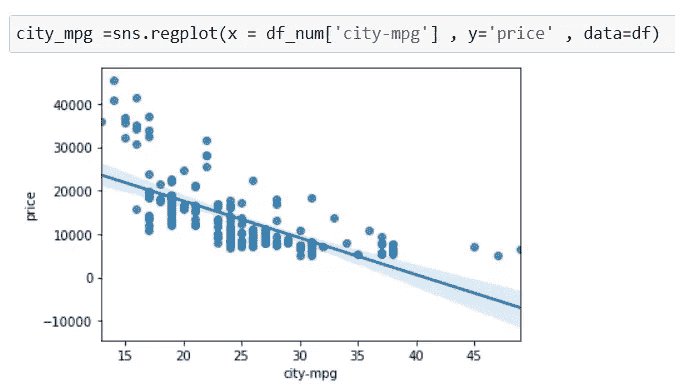 city_mpg =sns.regplot(x = df_num['city-mpg'] , y='price' , data=df)
40000
30000
20000
10000
0
−10000
price
15 20 25 30 35 40 45
city-mpg